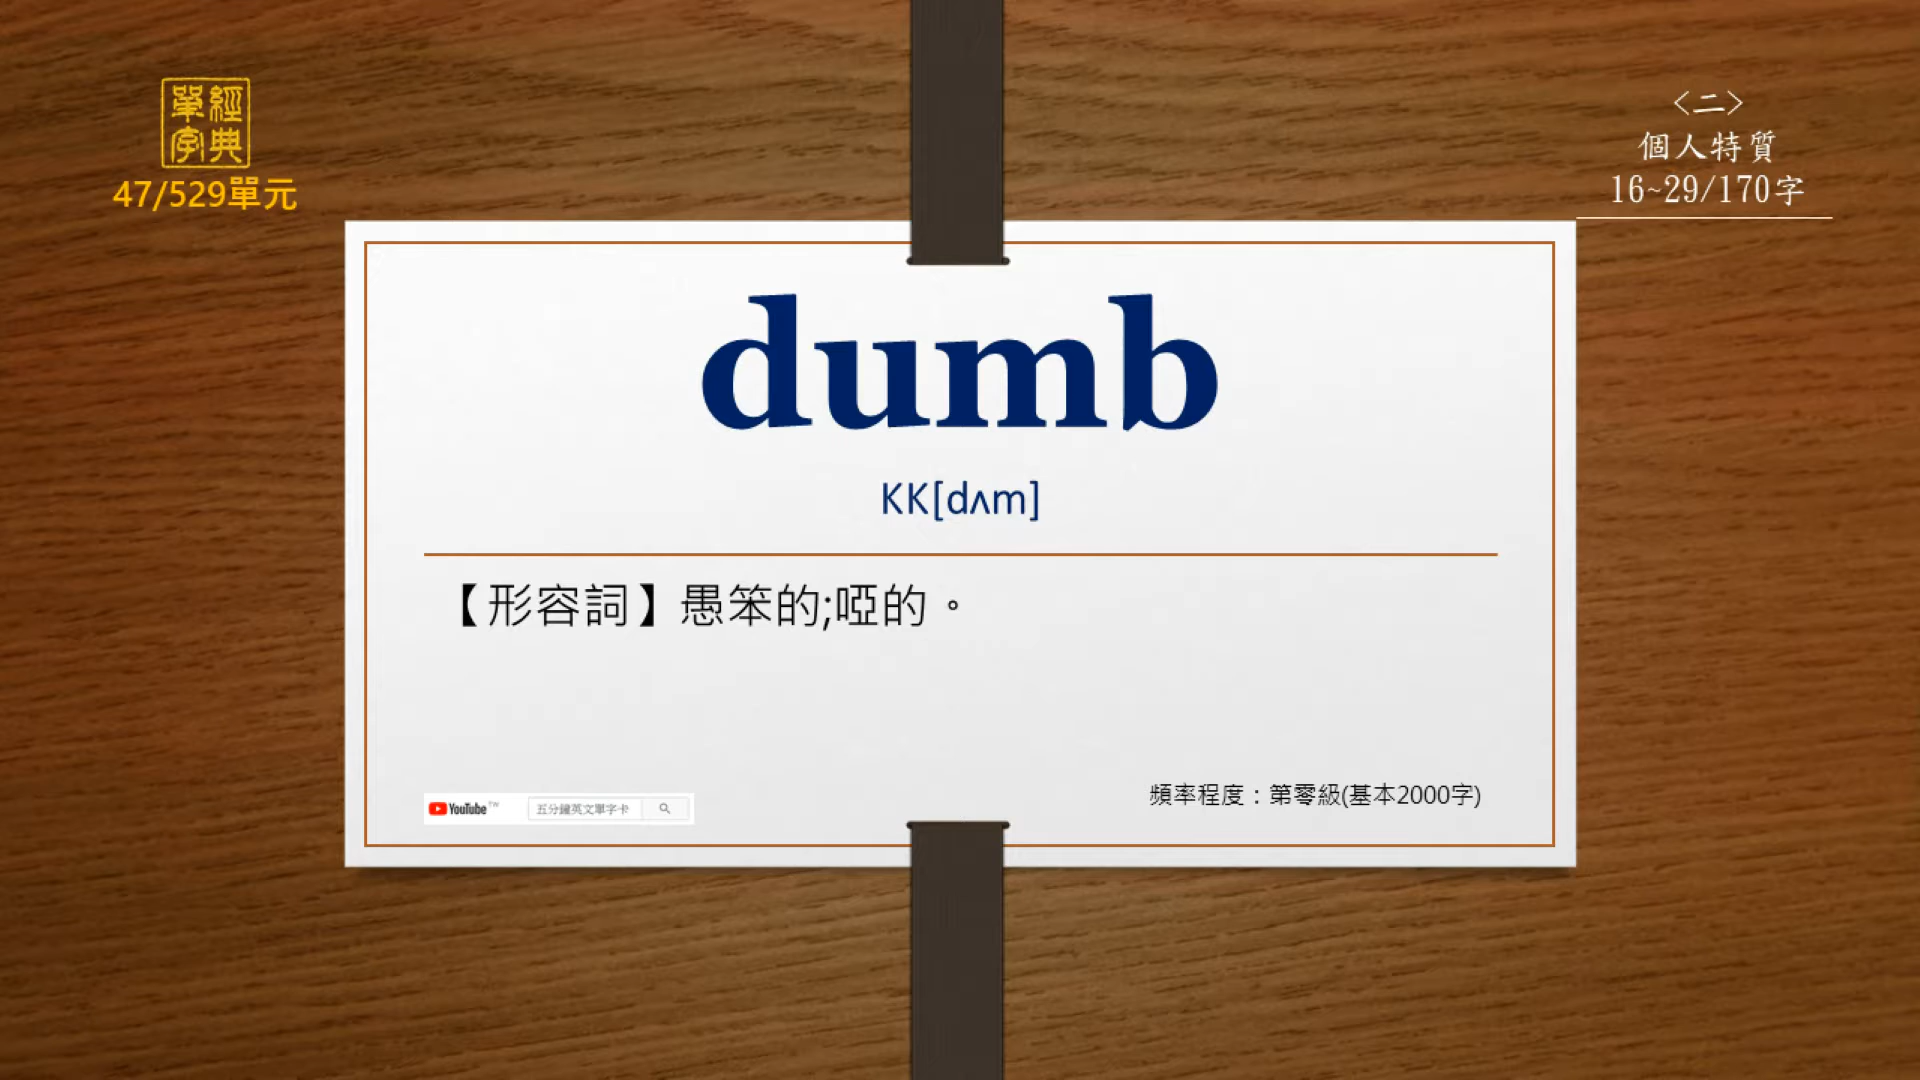 經典
單字
47/529單元
<二>
個人特質
16~29/170字
dumb
KK[dʌm]
【形容詞】愚笨的;啞的。
YouTube TW
五分鐘英文單字卡
頻率程度：第零級(基本2000字)